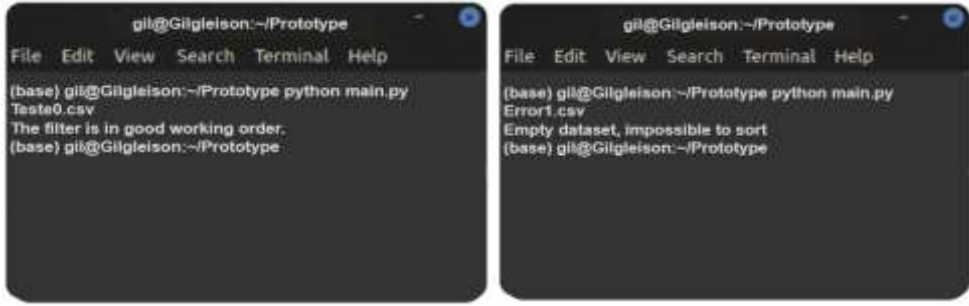 gil@Gilgleison:~/Prototype
File Edit View Search Terminal Help
(base) gil@Gilgleison:~/Prototype python main.py
Teste0.csv
The filter is in good working order.
(base) gil@Gilgleison:~/Prototype
gil@Gilgleison:~/Prototype
File Edit View Search Terminal Help
(base) gil@Gilgleison:~/Prototype python main.py
Error1.csv
Empty dataset, impossible to sort
(base) gil@Gilgleison:~/Prototype